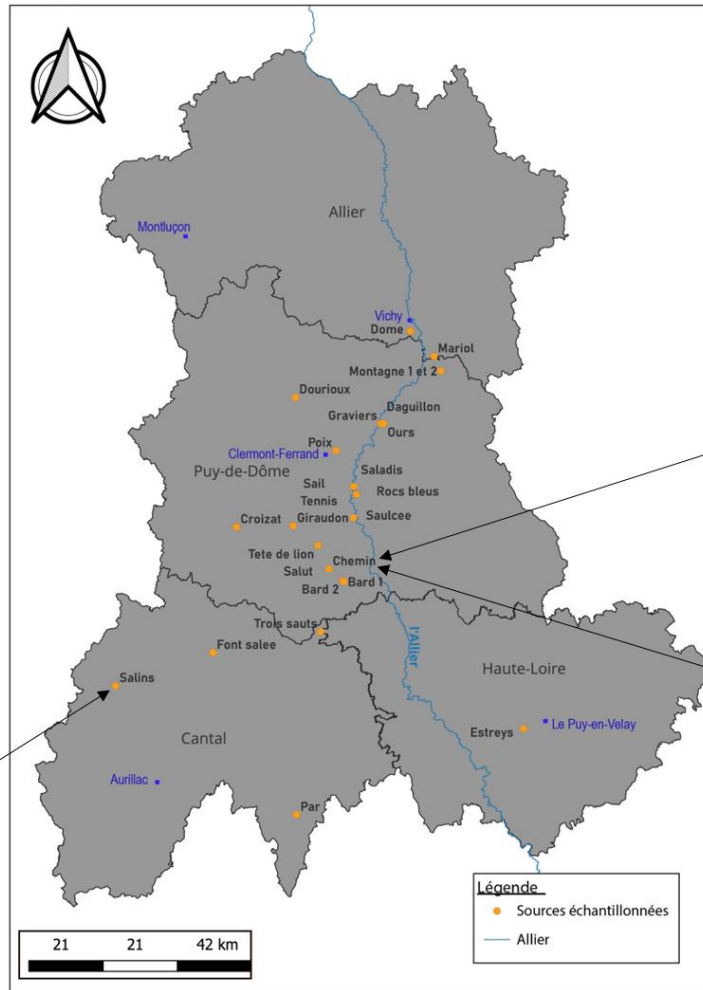 Allier
Montluçon
Vichy
Dome
Mariol
Montagne 1 et 2
Dourioux
Daguillon
Graviers
Ours
Poix
Clermont-Ferrand
Puy-de-Dôme
Saladis
Sail
Rocs bleus
Tennis
Croizat
Giraudon
Saulcee
Tete de lion
Chemin
Salut
Bard 1
Bard 2
Trois sauts
Font salee
l'Allier
Haute-Loire
Salins
Le Puy-en-Velay
Estreys
Cantal
Aurillac
Par
Légende
Sources échantillonnées
Allier
21 21 42 km